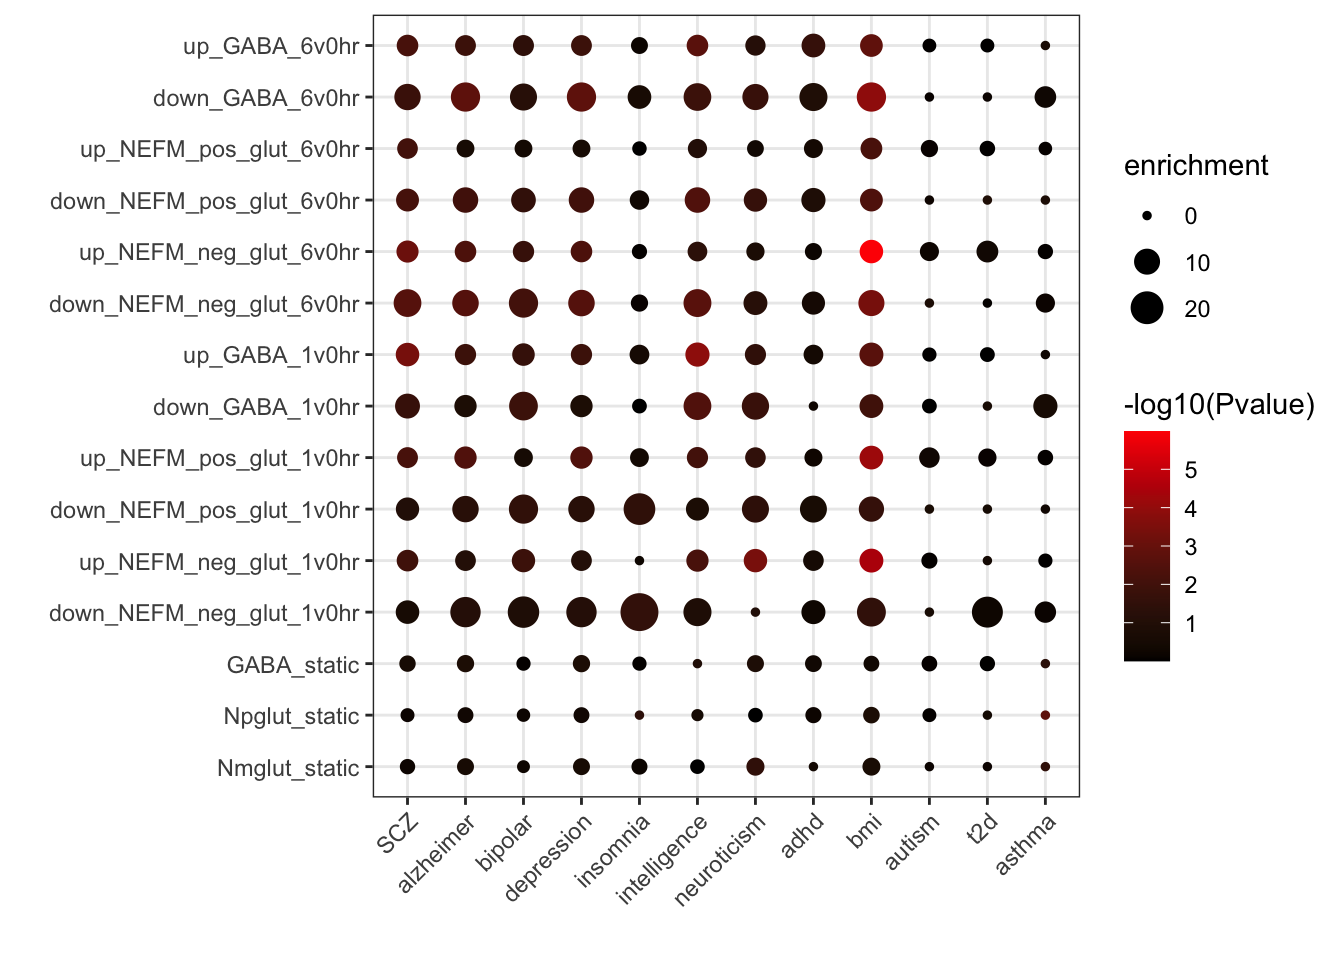 up_GABA_6v0hr
down_GABA_6v0hr
up_NEFM_pos_glut_6v0hr
down_NEFM_pos_glut_6v0hr
up_NEFM_neg_glut_6v0hr
down_NEFM_neg_glut_6v0hr
up_GABA_1v0hr
down_GABA_1v0hr
up_NEFM_pos_glut_1v0hr
down_NEFM_pos_glut_1v0hr
up_NEFM_neg_glut_1v0hr
down_NEFM_neg_glut_1v0hr
GABA_static
Npglut_static
Nmglut_static
SCZ
alzheimer
bipolar
depression
insomnia
intelligence
neuroticism
adhd
bmi
autism
t2d
asthma
enrichment
0
10
20
-log10(Pvalue)
5
4
3
2
1